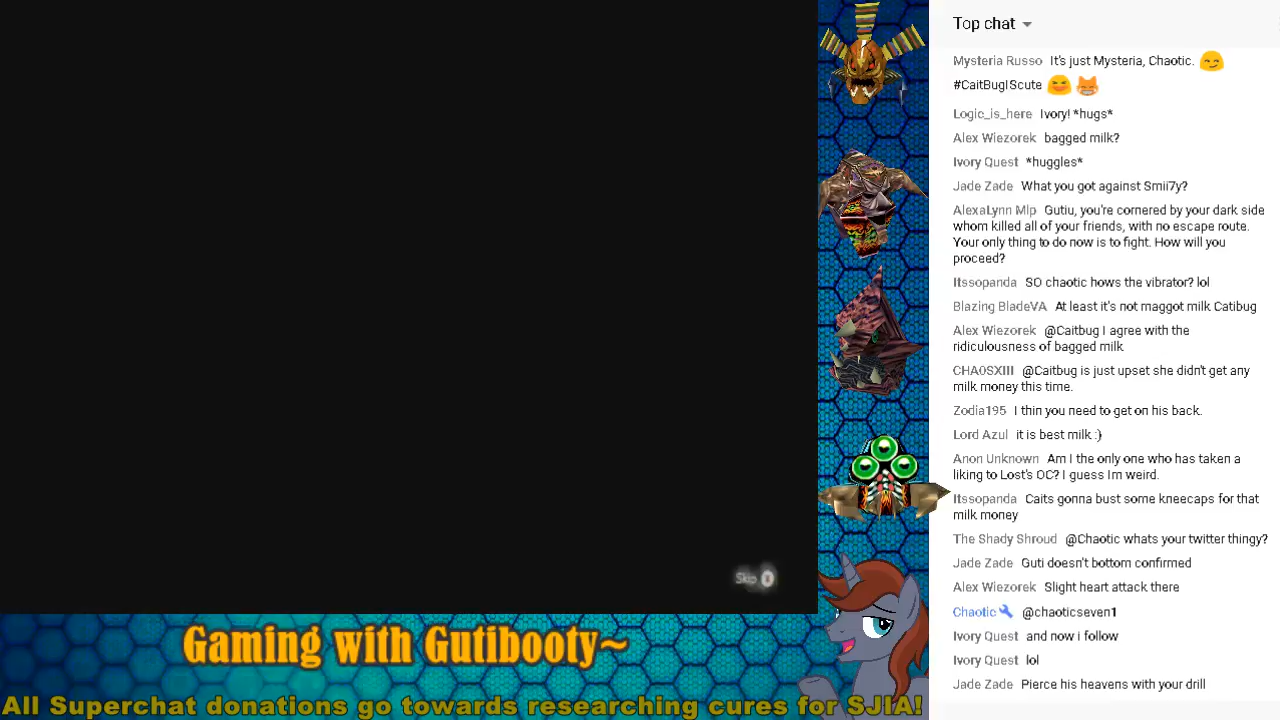 Top chat
Mysteria Russo It's just Mysteria, Chaotic.
#CaitBugIScute
Logic_is_here Ivory! *hugs*
Alex Wiezorek bagged milk?
Ivory Quest *huggles*
Jade Zade What you got against Smii7y?
AlexaLynn Mlp Gutiu, you're cornered by your dark side
whom killed all of your friends, with no escape route.
Your only thing to do now is to fight. How will you
proceed?
Itssopanda SO chaotic hows the vibrator? lol
Blazing BladeVA At least it's not maggot milk Catibug
Alex Wiezorek @Caitbug I agree with the
ridiculousness of bagged milk
CHA0SXIII @Caitbug is just upset she didn't get any
milk money this time.
Zodia195 I thin you need to get on his back.
Lord Azul it is best milk :}
Anon Unknown Am I the only one who has taken a
liking to Lost's OC? I guess Im weird.
Itssopanda Caits gonna bust some kneecaps for that
milk money
The Shady Shroud @Chaotic whats your twitter thingy?
Jade Zade Guti doesn't bottom confirmed
Alex Wiezorek Slight heart attack there
Chaotic @chaoticseven1
Ivory Quest and now i follow
Ivory Quest lol
Jade Zade Pierce his heavens with your drill
Skip
Gaming with Gutibooty~
All Superchat donations go towards researching cures for SJIA!